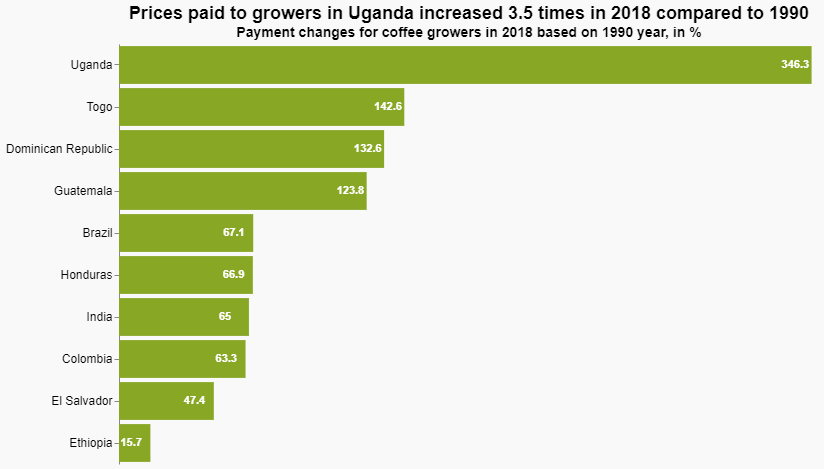 Prices paid to growers in Uganda increased 3.5 times in 2018 compared to 1990
Payment changes for coffee growers in 2018 based on 1990 year, in %
Uganda 346.3
Togo 142.6
Dominican Republic 132.6
Guatemala 123.8
Brazil 67.1
Honduras 66.9
India 65
Colombia 63.3
El Salvador 47.4
Ethiopia 15.7